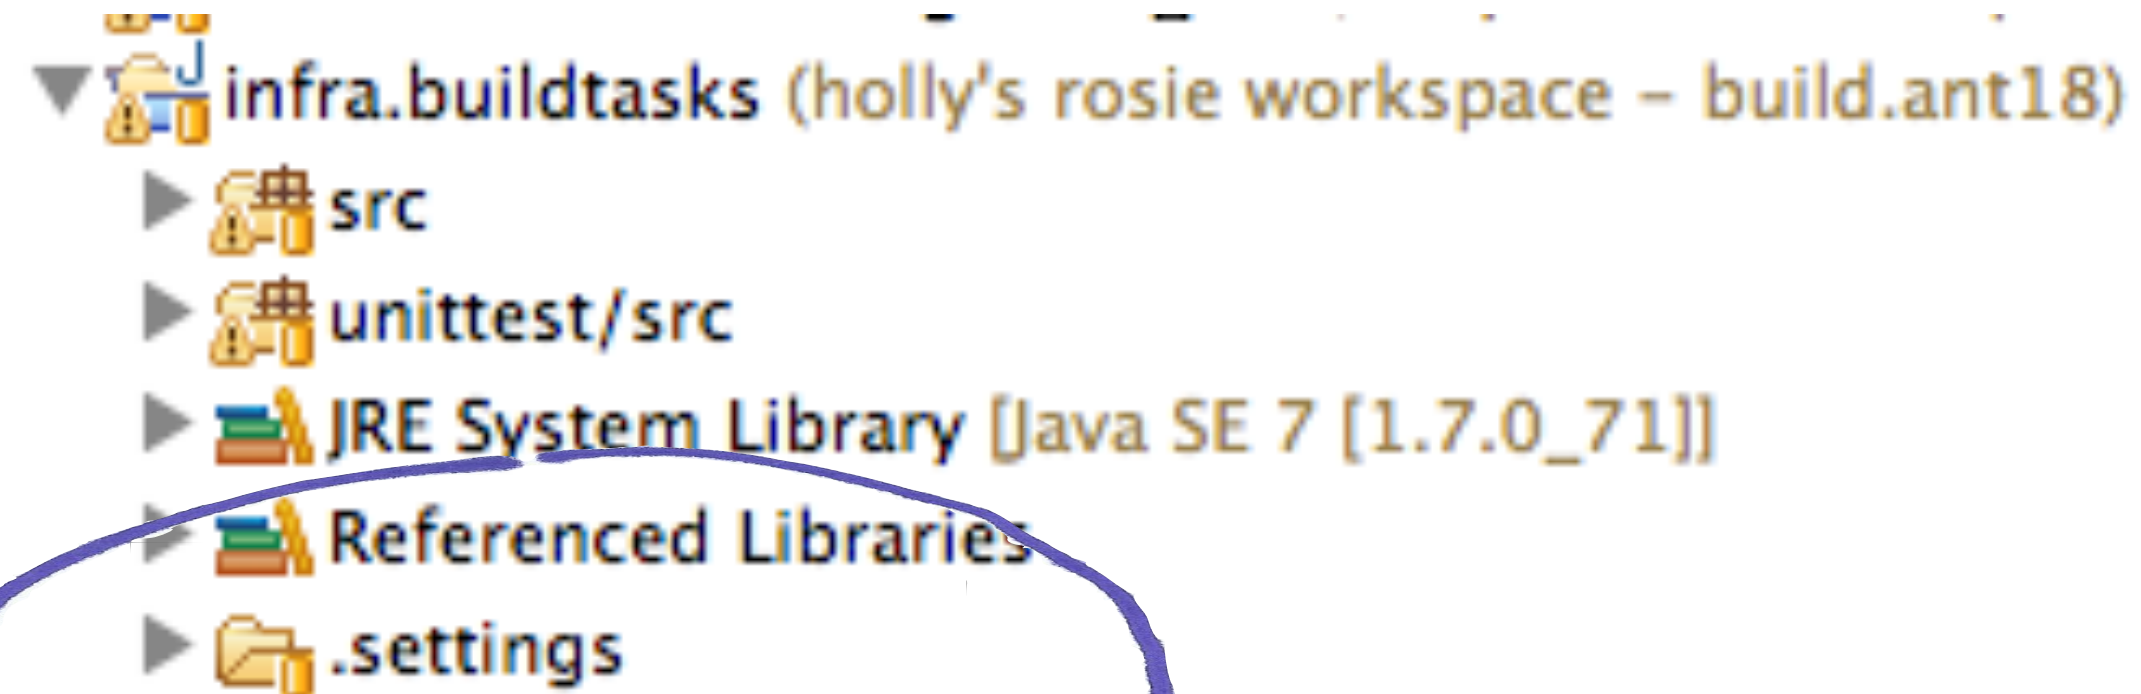 infra.buildtasks (holly's rosie workspace – build.ant18)
src
unittest/src
JRE System Library [Java SE 7 [1.7.0_71]]
Referenced Libraries
.settings